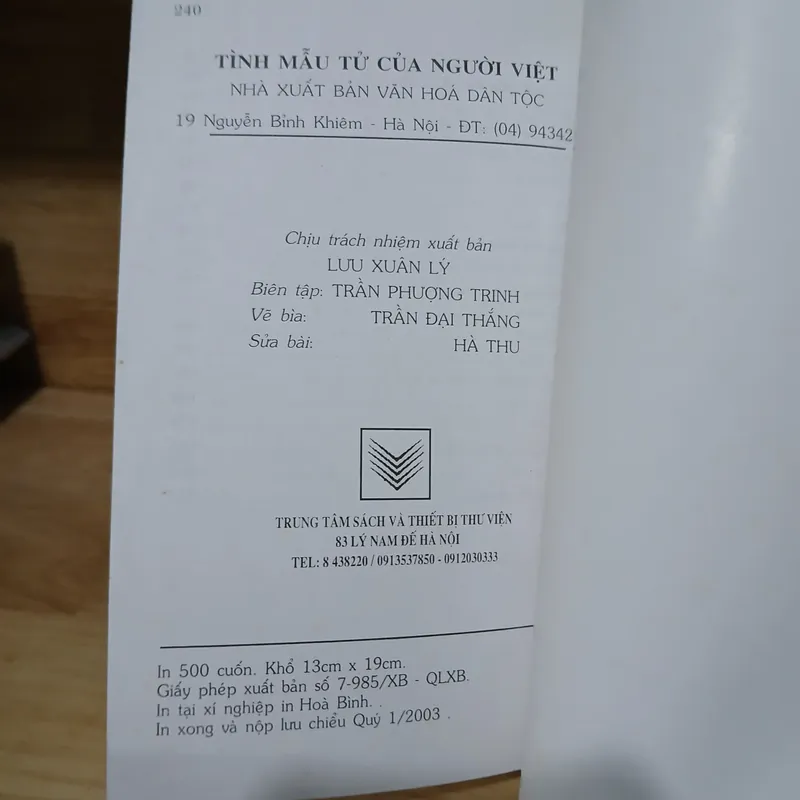 240
TÌNH MẪU TỬ CỦA NGƯỜI VIỆT
NHÀ XUẤT BẢN VĂN HOÁ DÂN TỘC
19 Nguyễn Bỉnh Khiêm - Hà Nội - ĐT: (04) 94342
Chịu trách nhiệm xuất bản
LƯU XUÂN LÝ
Biên tập: TRẦN PHƯỢNG TRINH
Vẽ bìa: TRẦN ĐẠI THẮNG
Sửa bài: HÀ THU
TRUNG TÂM SÁCH VÀ THIẾT BỊ THƯ VIỆN
83 LÝ NAM ĐẾ HÀ NỘI
TEL: 8 438220 / 0913537850 - 0912030333
In 500 cuốn. Khổ 13cm x 19cm.
Giấy phép xuất bản số 7-985/XB - QLXB.
In tại xí nghiệp in Hoà Bình. .
In xong và nộp lưu chiểu Quý 1/2003 .